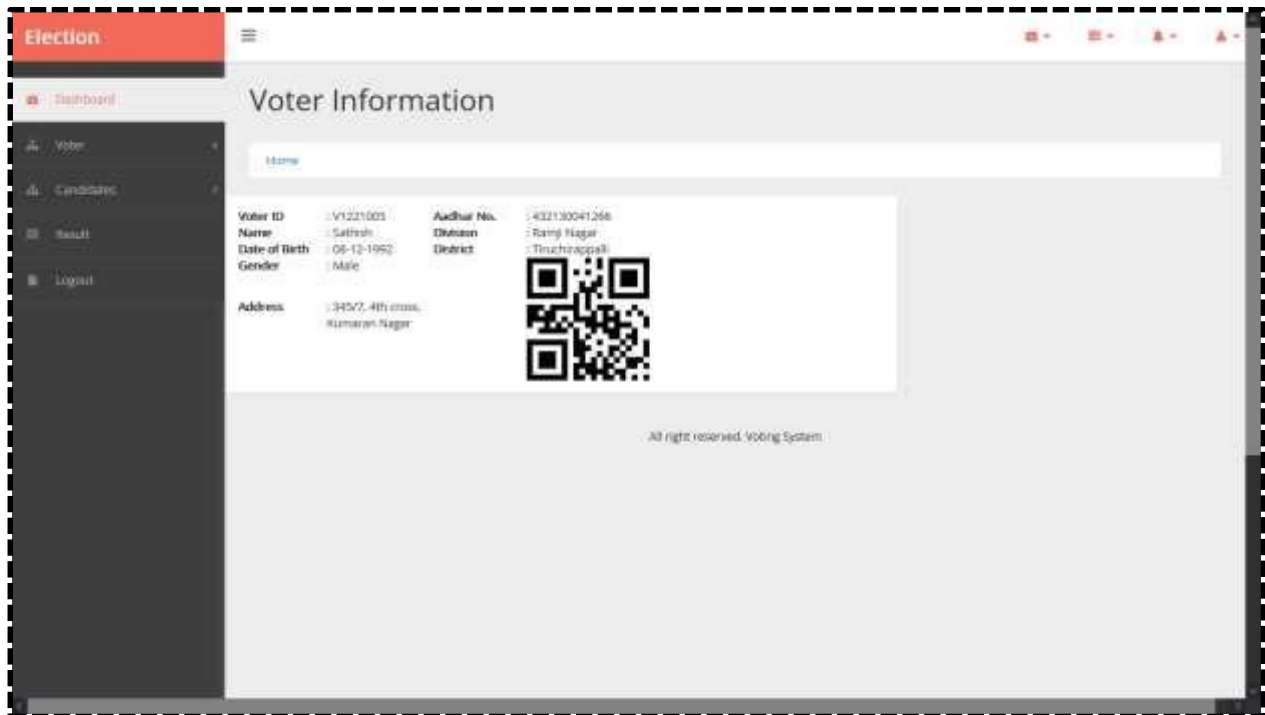 Election
Dashboard
Voter Information
Voter
Home
Candidates
Voter ID : V1221005 Aadhar No. : 432130041266
Name : Sathish Division : Ramji Nagar
Result
Date of Birth : 06-12-1992 District : Tiruchirappalli
Gender : Male
Logout
Address : 345/7, 4th cross,
Kumaran Nagar
All right reserved. Voting System